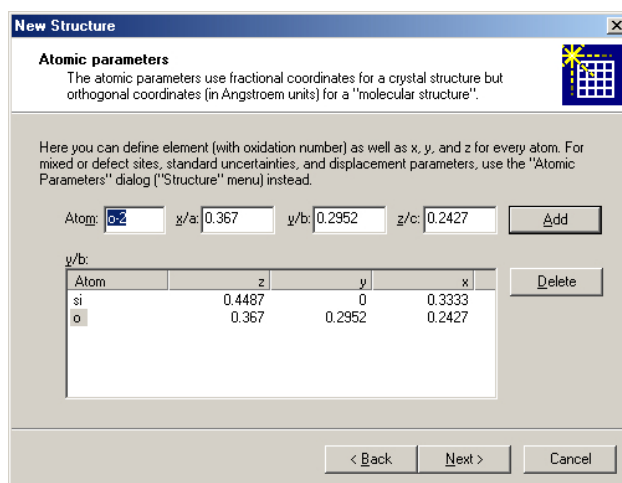 New Structure
Atomic parameters
The atomic parameters use fractional coordinates for a crystal structure but
orthogonal coordinates (in Angstroem units) for a "molecular structure".
Here you can define element (with oxidation number) as well as x, y, and z for every atom. For
mixed or defect sites, standard uncertainties, and displacement parameters, use the "Atomic
Parameters" dialog ("Structure" menu) instead.
Atom: o-2 x/a: 0.367 y/b: 0.2952 z/c: 0.2427 Add
y/b:
Atom z y x Delete
si 0.4487 0 0.3333
o 0.367 0.2952 0.2427
< Back Next > Cancel